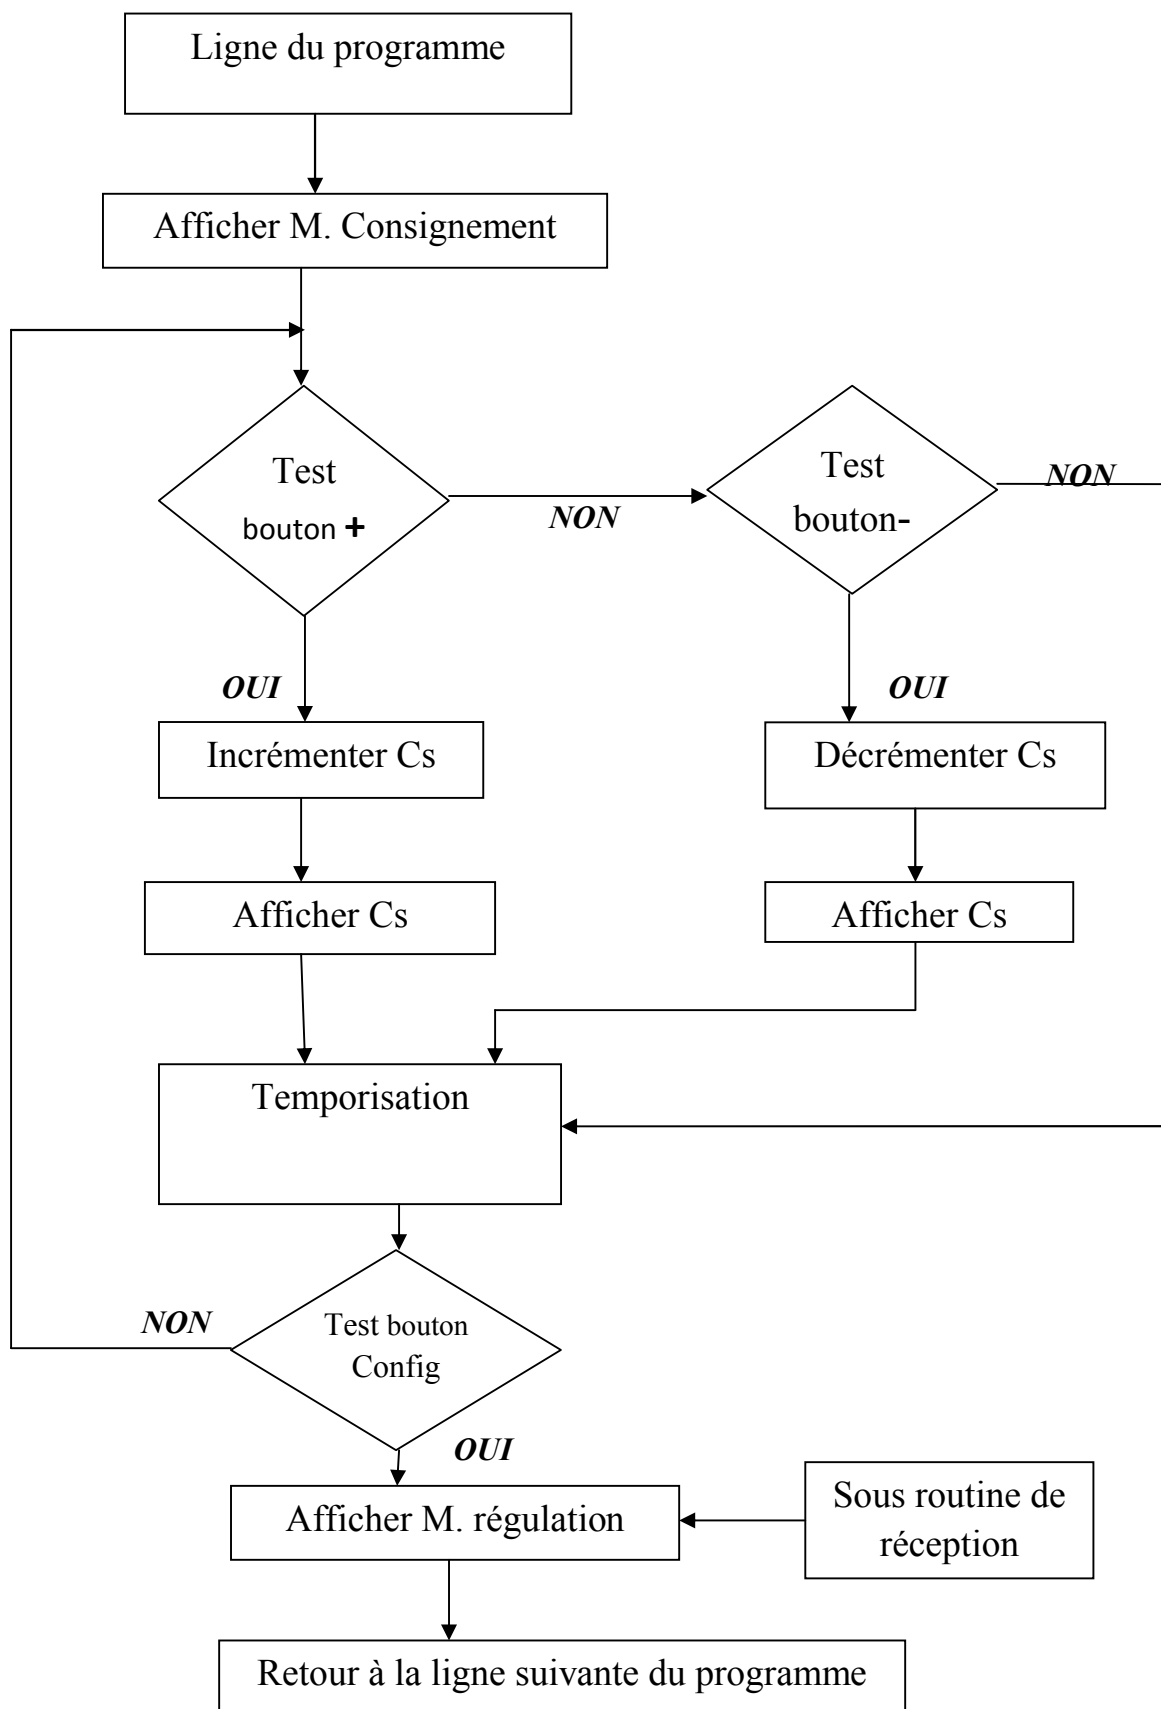 Ligne du programme
Afficher M. Consignement
Test
bouton +
NON
Test
bouton-
NON
OUI
OUI
Incrémenter Cs
Décrémenter Cs
Afficher Cs
Afficher Cs
Temporisation
NON
Test bouton
Config
OUI
Afficher M. régulation
Sous routine de
réception
Retour à la ligne suivante du programme